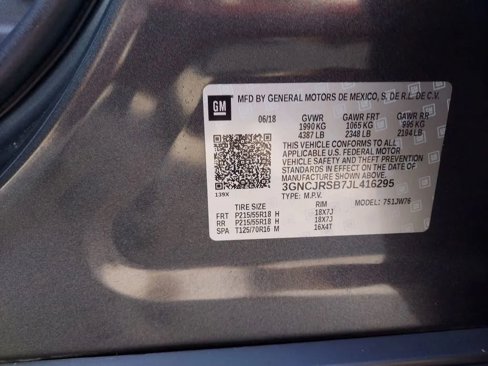 GM
MFD BY GENERAL MOTORS DE MEXICO, S. DE R.L. DE C.V.
06/18 GVWR GAWR FRT GAWR RR
1990 KG 1065 KG 995 KG
4387 LB 2348 LB 2194 LB
THIS VEHICLE CONFORMS TO ALL
APPLICABLE U.S. FEDERAL MOTOR
VEHICLE SAFETY AND THEFT PREVENTION
STANDARDS IN EFFECT ON THE DATE OF
MANUFACTURE SHOWN ABOVE.
3GNCJRSB7JL416295
139X
TYPE: M.P.V. MODEL: 751JW76
TIRE SIZE RIM
FRT P215/55R18 H 18X7J
RR P215/55R18 H 18X7J
SPA T125/70R16 M 16X4T